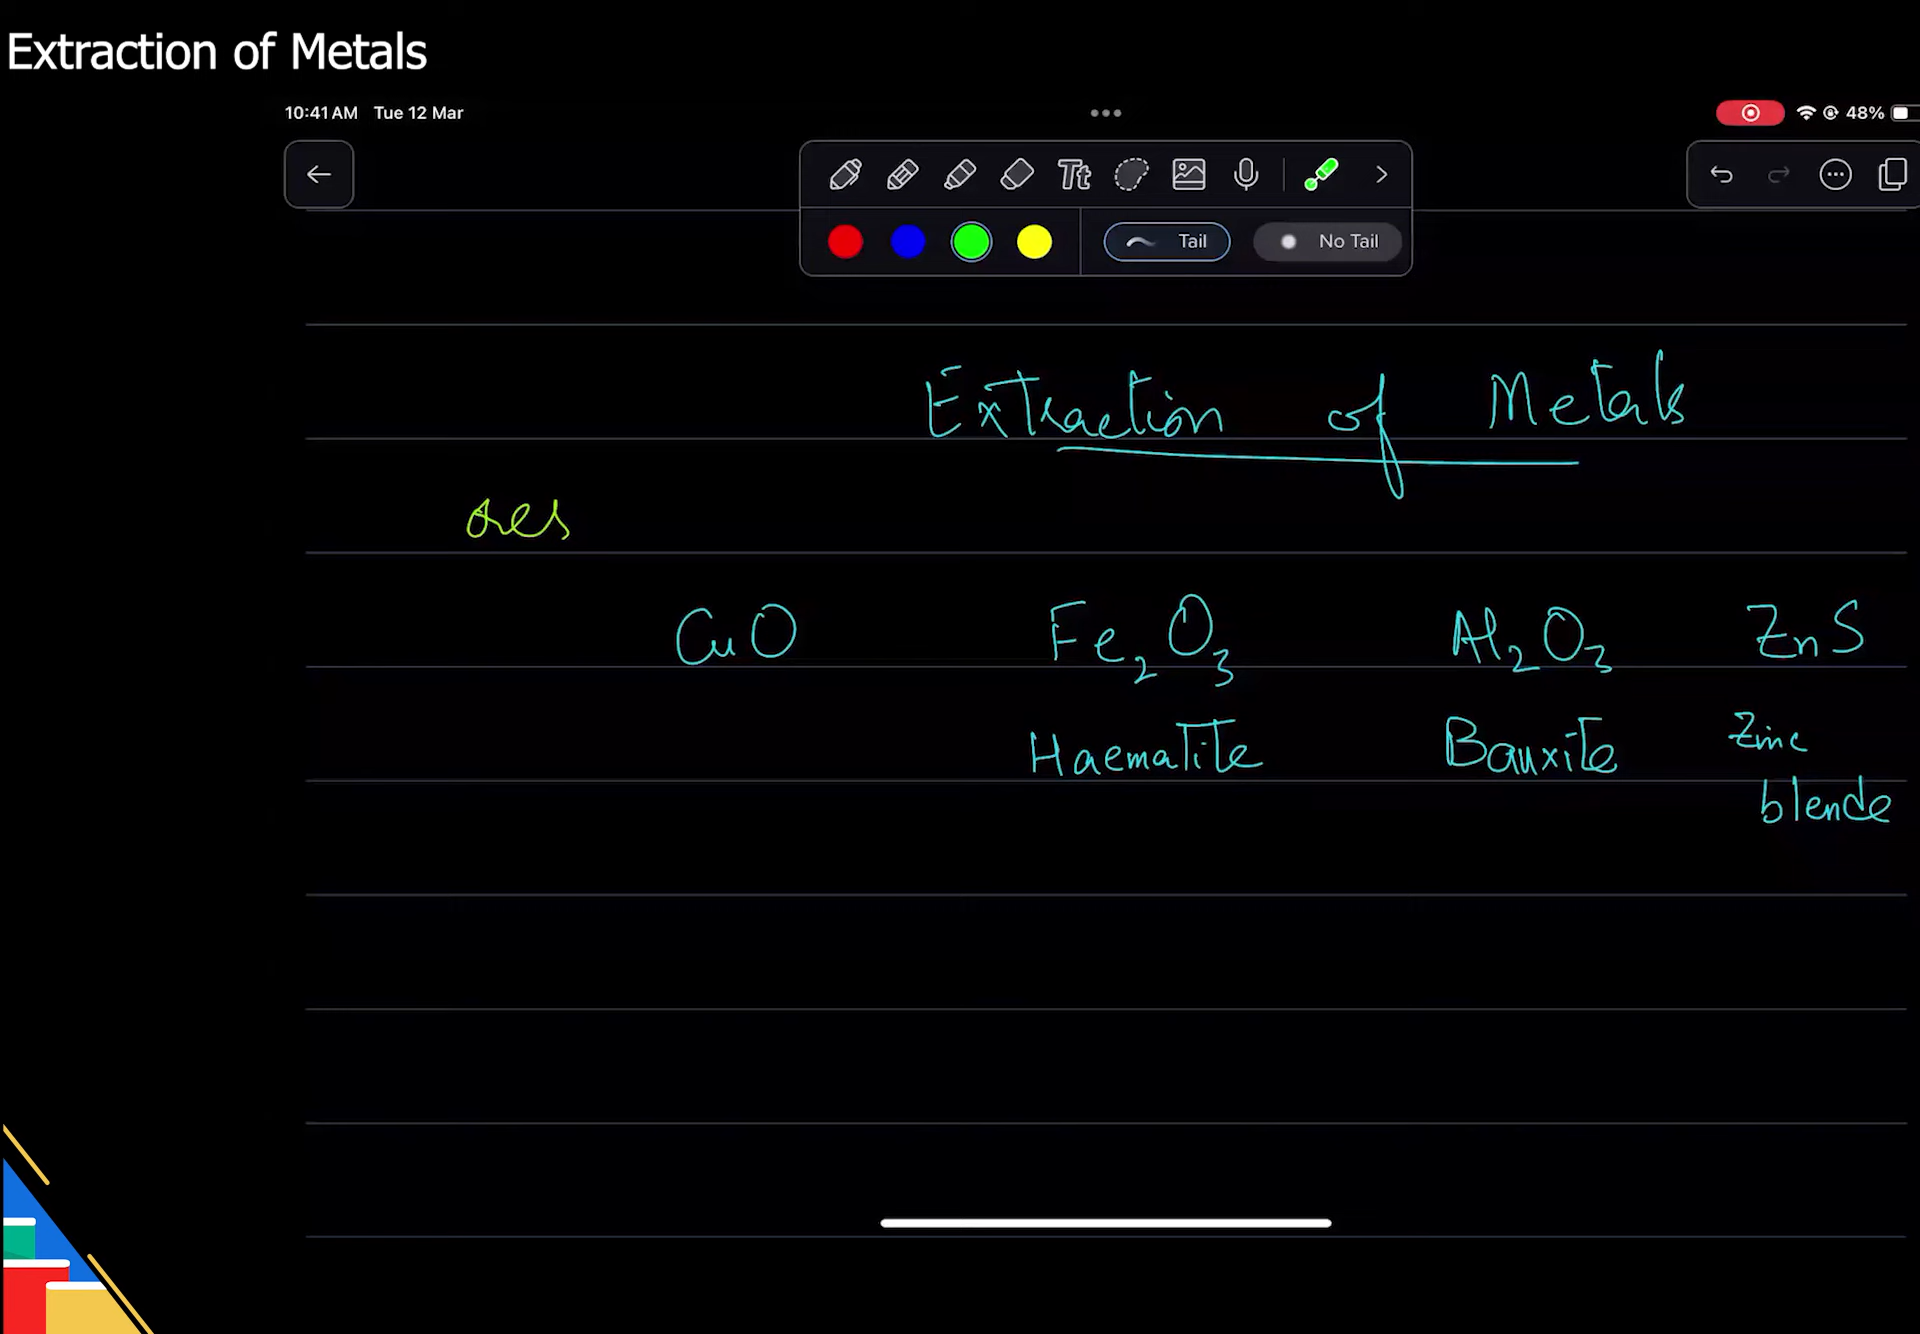 Extraction of Metals
10:41 AM Tue 12 Mar
48%
Tt
Tail No Tail
Extraction of Metals
ores
CuO Fe₂O₃ Al₂O₃ ZnS
Haematite Bauxite Zinc
blende